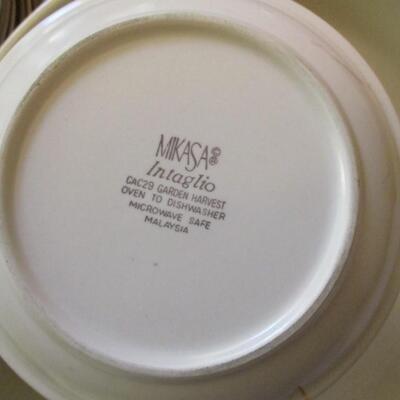 MIKASA®
Intaglio
CAC29 GARDEN HARVEST
OVEN TO DISHWASHER
MICROWAVE SAFE
MALAYSIA